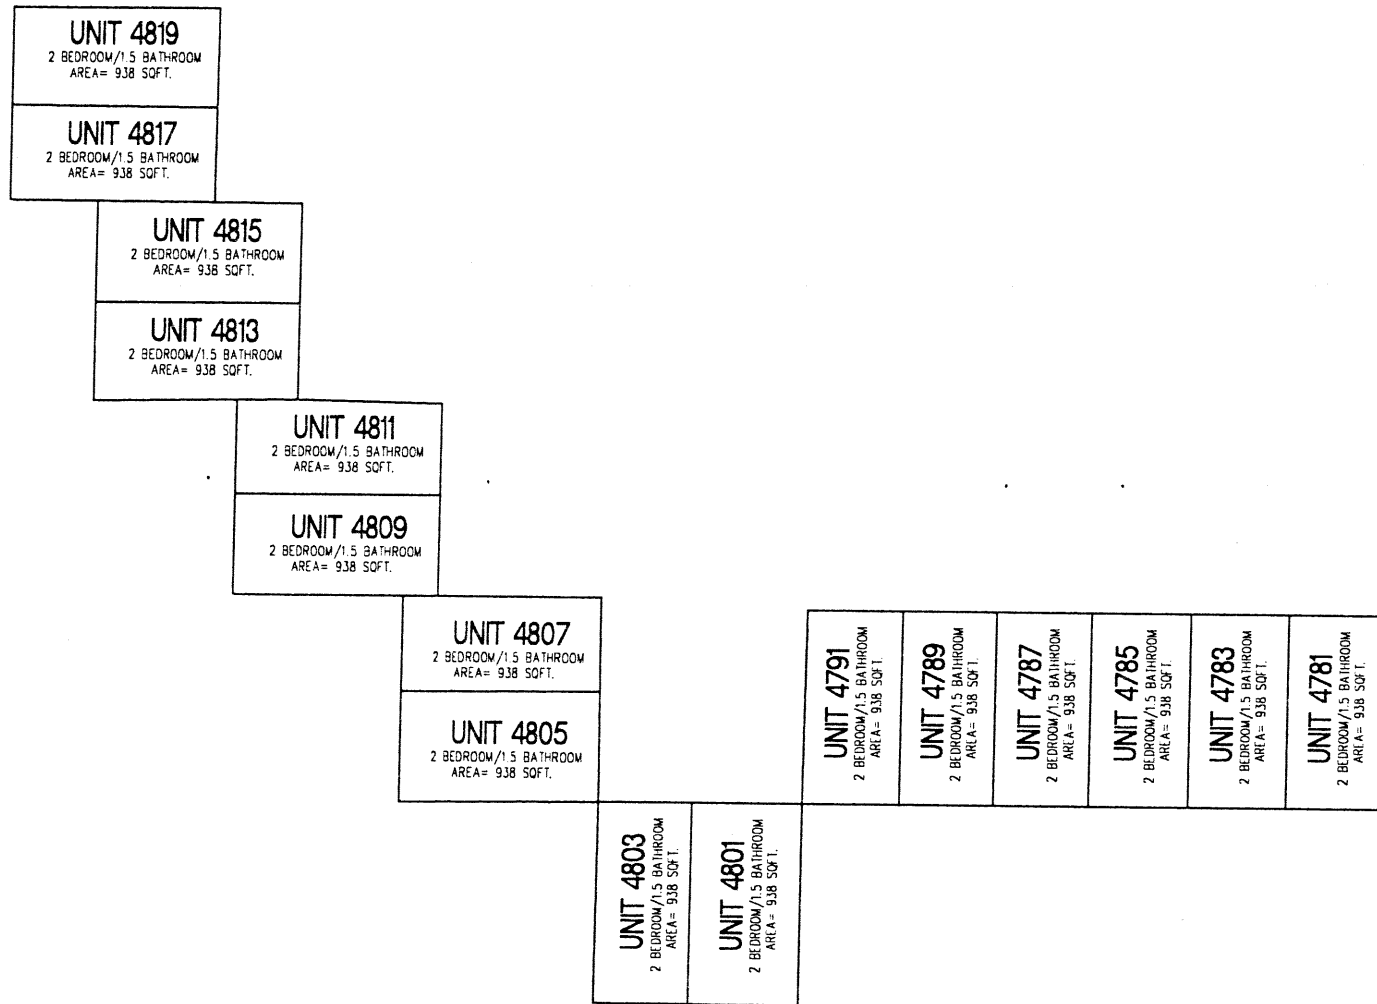 UNIT 4819
2 BEDROOM/1.5 BATHROOM
AREA= 938 SQFT.
UNIT 4817
2 BEDROOM/1.5 BATHROOM
AREA= 938 SQFT.
UNIT 4815
2 BEDROOM/1.5 BATHROOM
AREA= 938 SQFT.
UNIT 4813
2 BEDROOM/1.5 BATHROOM
AREA= 938 SQFT.
UNIT 4811
2 BEDROOM/1.5 BATHROOM
AREA= 938 SQFT.
UNIT 4809
2 BEDROOM/1.5 BATHROOM
AREA= 938 SQFT.
UNIT 4807
2 BEDROOM/1.5 BATHROOM
AREA= 938 SQFT.
UNIT 4805
2 BEDROOM/1.5 BATHROOM
AREA= 938 SQFT.
UNIT 4803
2 BEDROOM/1.5 BATHROOM
AREA= 938 SQFT.
UNIT 4801
2 BEDROOM/1.5 BATHROOM
AREA= 938 SQFT.
UNIT 4791
2 BEDROOM/1.5 BATHROOM
AREA= 938 SQFT.
UNIT 4789
2 BEDROOM/1.5 BATHROOM
AREA= 938 SQFT.
UNIT 4787
2 BEDROOM/1.5 BATHROOM
AREA= 938 SQFT.
UNIT 4785
2 BEDROOM/1.5 BATHROOM
AREA= 938 SQFT.
UNIT 4783
2 BEDROOM/1.5 BATHROOM
AREA= 938 SQFT.
UNIT 4781
2 BEDROOM/1.5 BATHROOM
AREA= 938 SQFT.